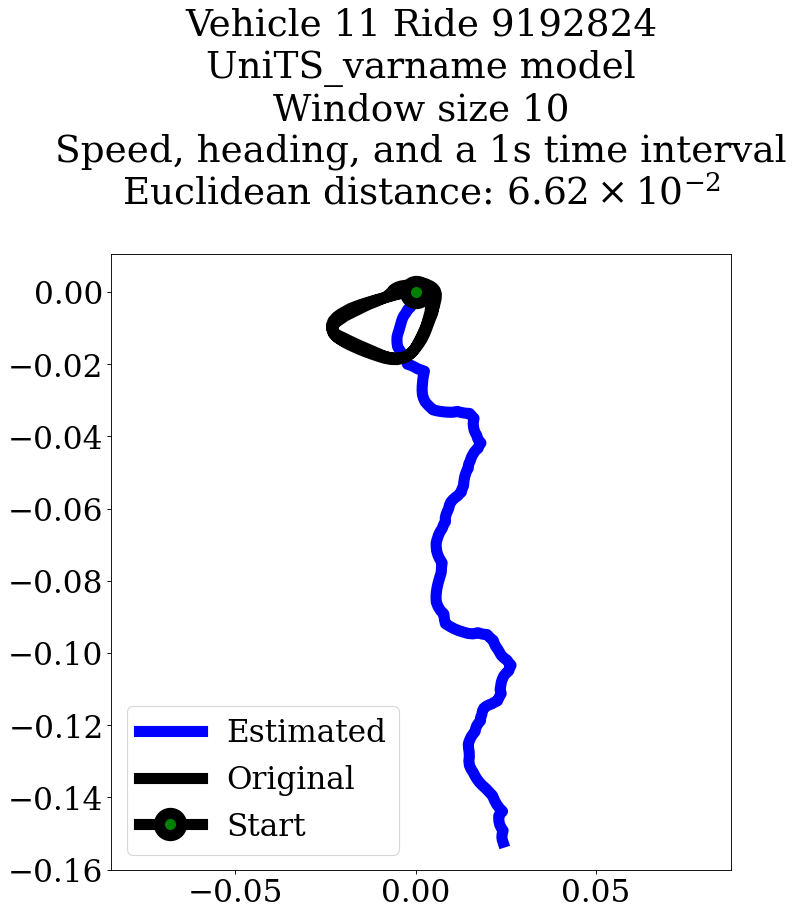 Vehicle 11 Ride 9192824
UniTS_varname model
Window size 10
Speed, heading, and a 1s time interval
Euclidean distance: 6.62 × 10⁻²
0.00
−0.02
−0.04
−0.06
−0.08
−0.10
−0.12
−0.14
−0.16
Estimated
Original
Start
−0.05
0.00
0.05